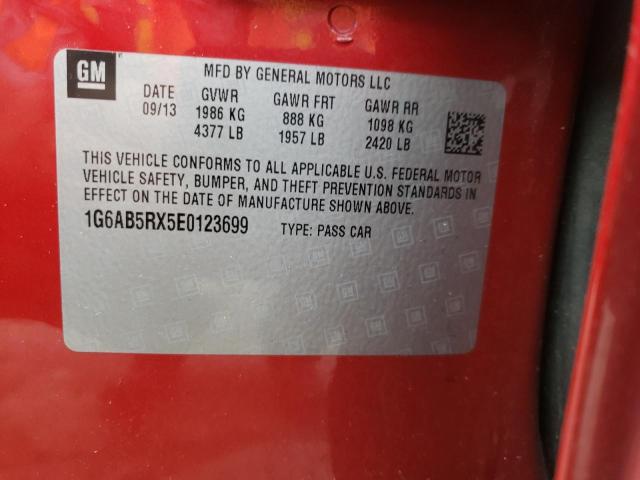 GM
MFD BY GENERAL MOTORS LLC
DATE GVWR GAWR FRT GAWR RR
09/13 1986 KG 888 KG 1098 KG
4377 LB 1957 LB 2420 LB
THIS VEHICLE CONFORMS TO ALL APPLICABLE U.S. FEDERAL MOTOR
VEHICLE SAFETY, BUMPER, AND THEFT PREVENTION STANDARDS IN
EFFECT ON THE DATE OF MANUFACTURE SHOWN ABOVE.
1G6AB5RX5E0123699 TYPE: PASS CAR